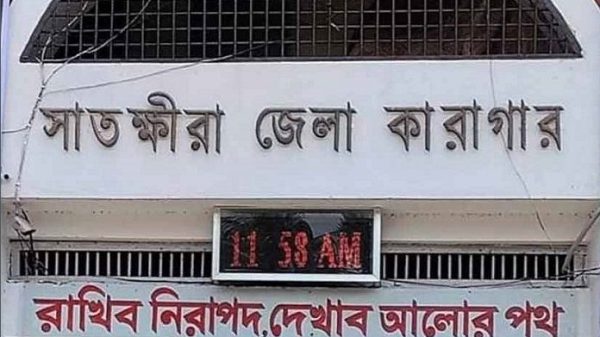 সাতক্ষীরা জেলা কারাগার
11 58 AM
রাখিব নিরাপদ,দেখাব আলোর পথ